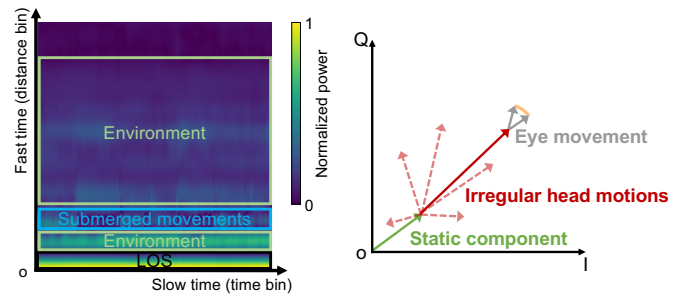 Fast time (distance bin)
Environment
Submerged movements
Environment
LOS
o
Slow time (time bin)
1
Normalized power
0
Q
Eye movement
Irregular head motions
Static component
o
I